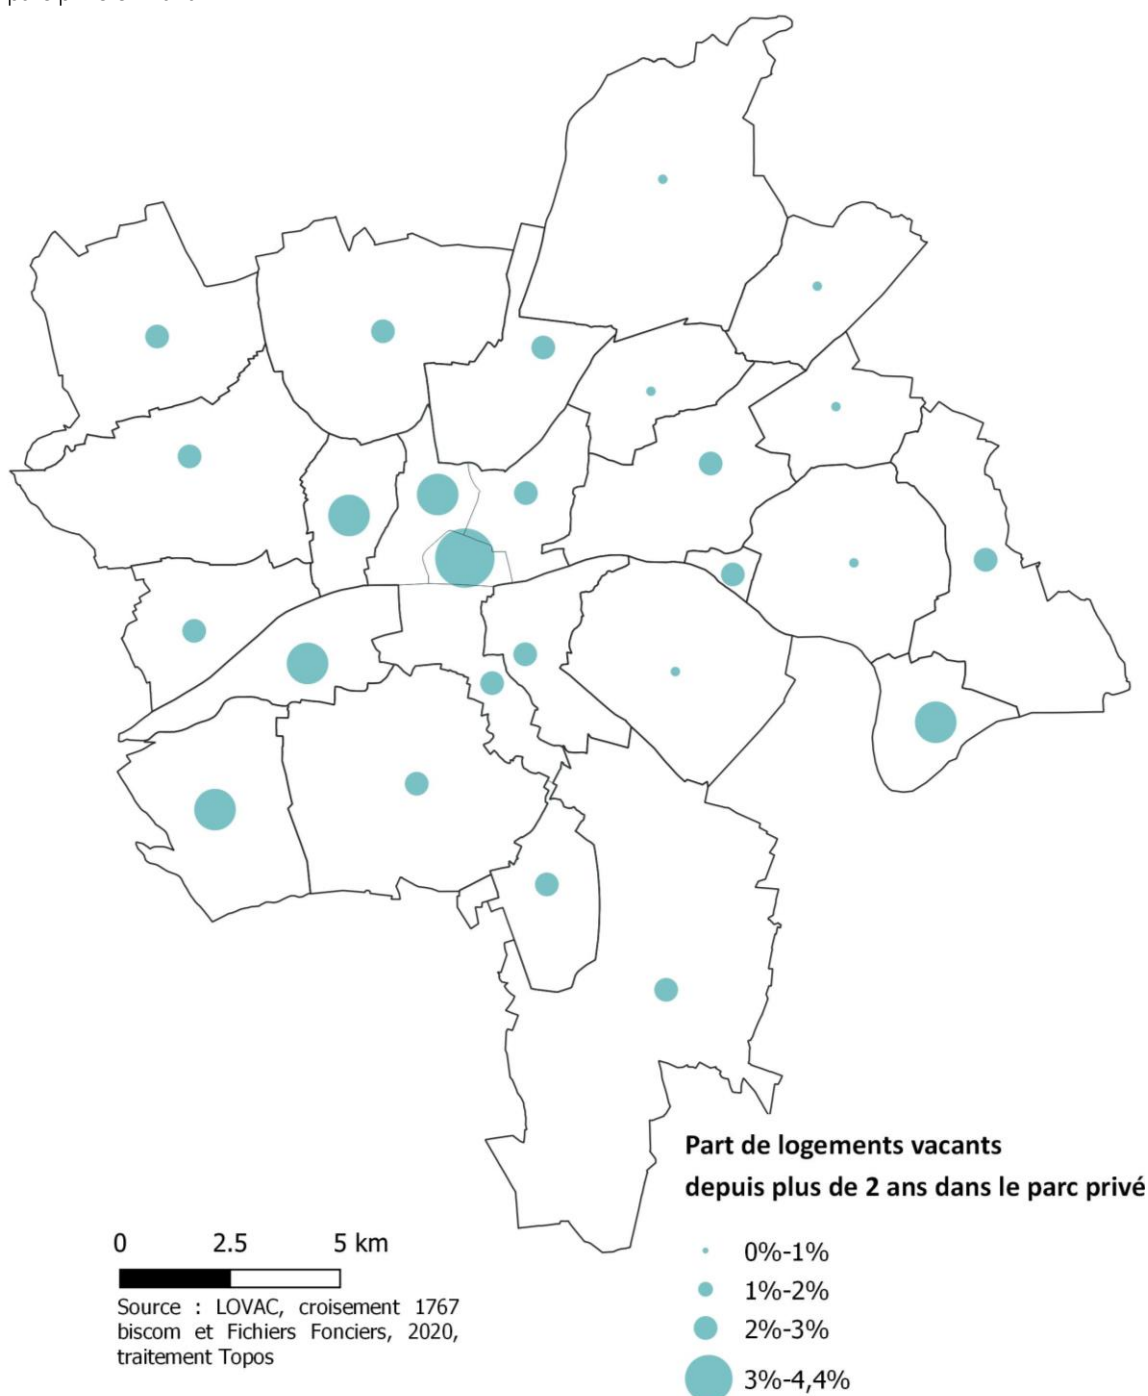 Part de logements vacants
depuis plus de 2 ans dans le parc privé
0%-1%
1%-2%
2%-3%
3%-4,4%
0 2.5 5 km
Source : LOVAC, croisement 1767
biscom et Fichiers Fonciers, 2020,
traitement Topos